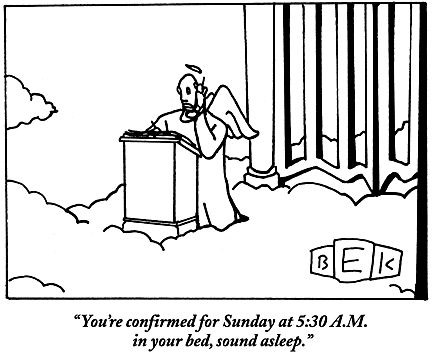 BEK
“You’re confirmed for Sunday at 5:30 A.M.
in your bed, sound asleep.”